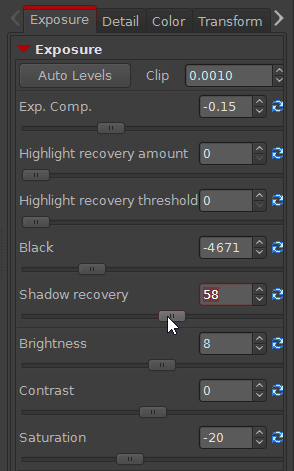 Exposure Detail Color Transform
Exposure
Auto Levels Clip 0.0010
Exp. Comp. -0.15
Highlight recovery amount 0
Highlight recovery threshold 0
Black -4671
Shadow recovery 58
Brightness 8
Contrast 0
Saturation -20